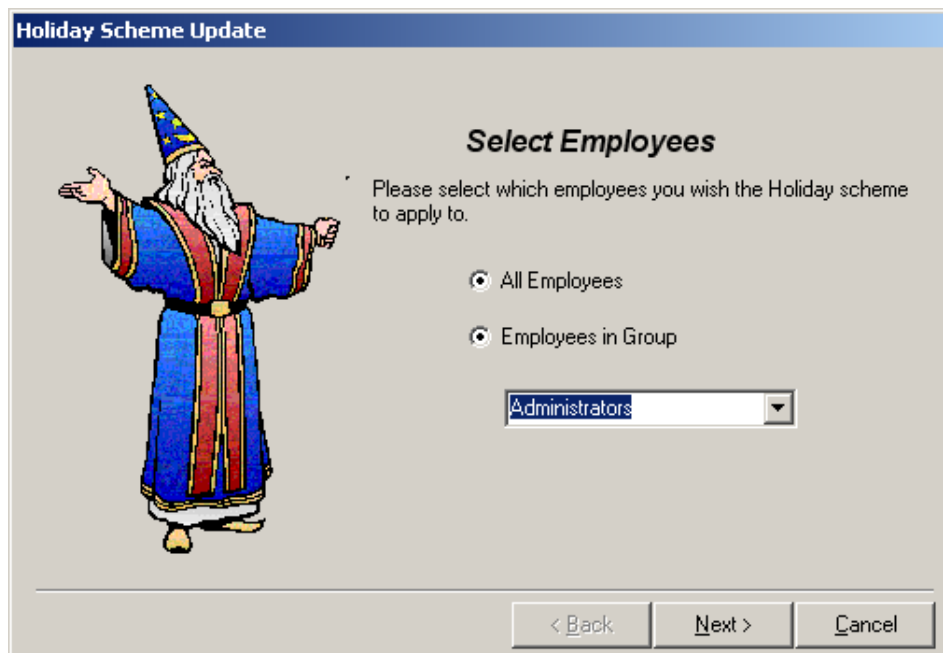 Holiday Scheme Update
Select Employees
Please select which employees you wish the Holiday scheme
to apply to.
All Employees
Employees in Group
Administrators
< Back
Next >
Cancel